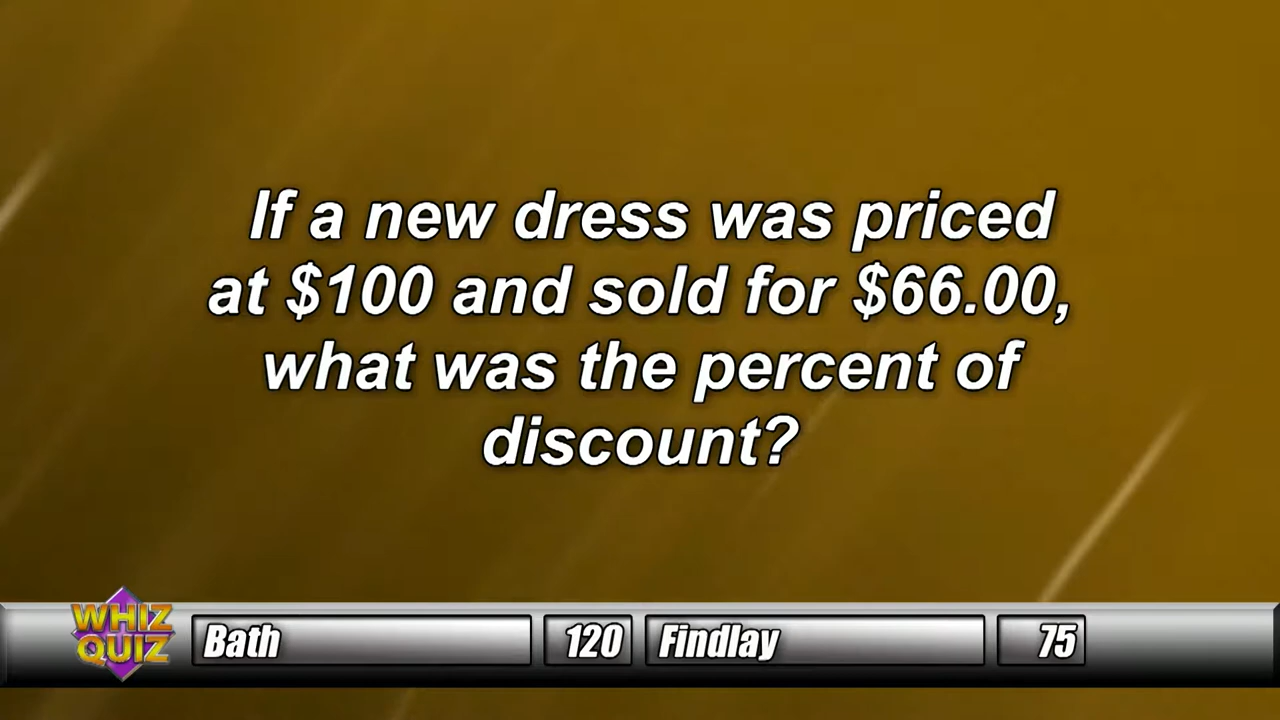 If a new dress was priced
at $100 and sold for $66.00,
what was the percent of
discount?
WHIZ
QUIZ
Bath 120 Findlay 75